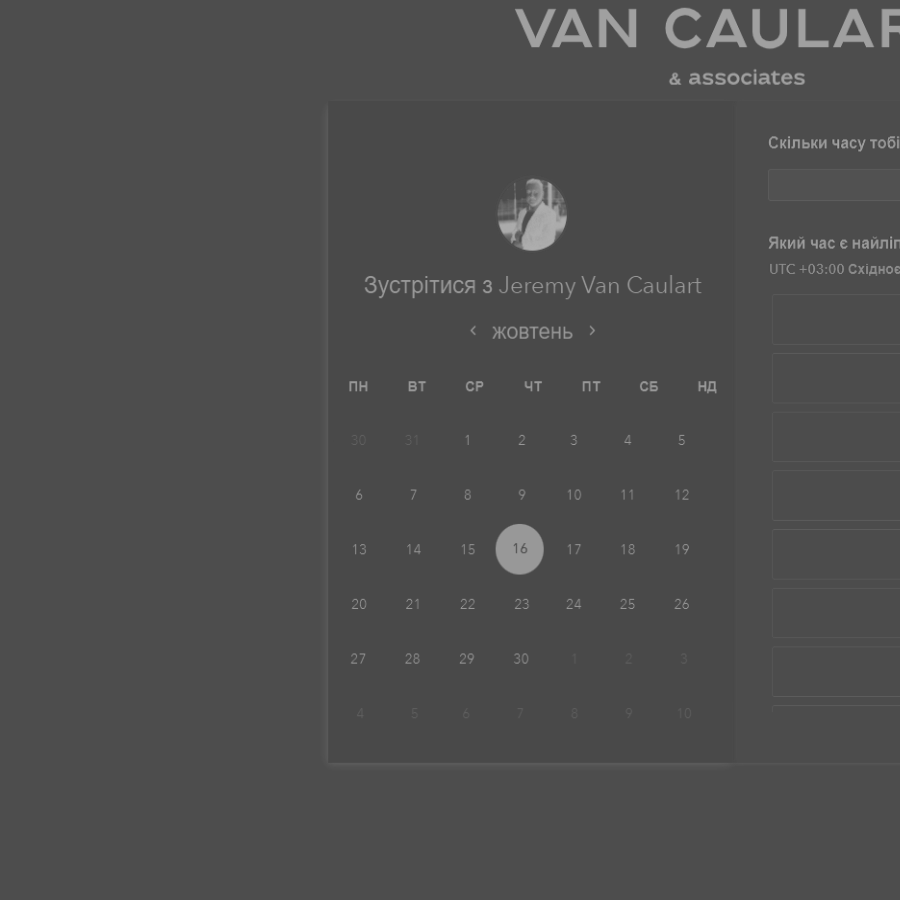 VAN CAULAR
& associates
Скільки часу тобі
Який час є найліп
UTC +03:00 Східноє
Зустрітися з Jeremy Van Caulart
жовтень
ПН ВТ СР ЧТ ПТ СБ НД
30 31 1 2 3 4 5
6 7 8 9 10 11 12
13 14 15 16 17 18 19
20 21 22 23 24 25 26
27 28 29 30 1 2 3
4 5 6 7 8 9 10